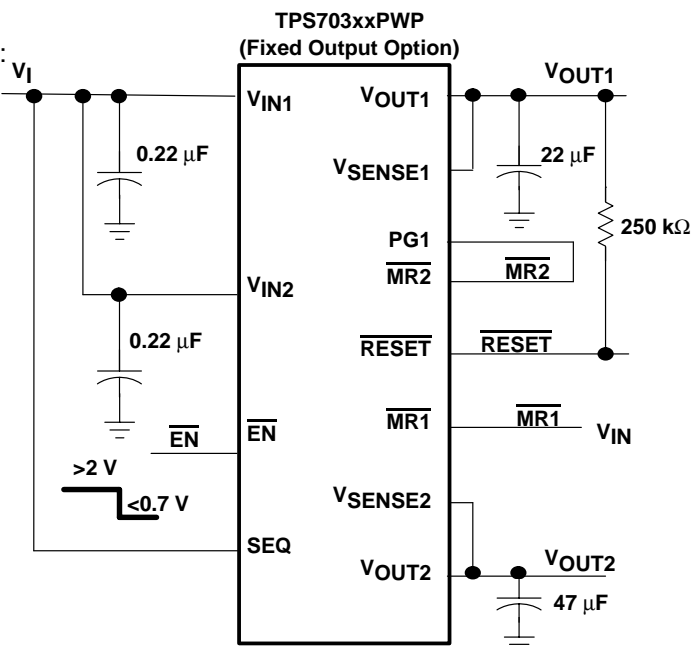 TPS703xxPWP
(Fixed Output Option)
:
VI
VIN1
VOUT1
VOUT1
0.22 μF
22 μF
VSENSE1
250 kΩ
PG1
MR2
MR2
VIN2
0.22 μF
RESET
RESET
EN
EN
MR1
MR1
VIN
>2 V
<0.7 V
VSENSE2
SEQ
VOUT2
VOUT2
47 μF